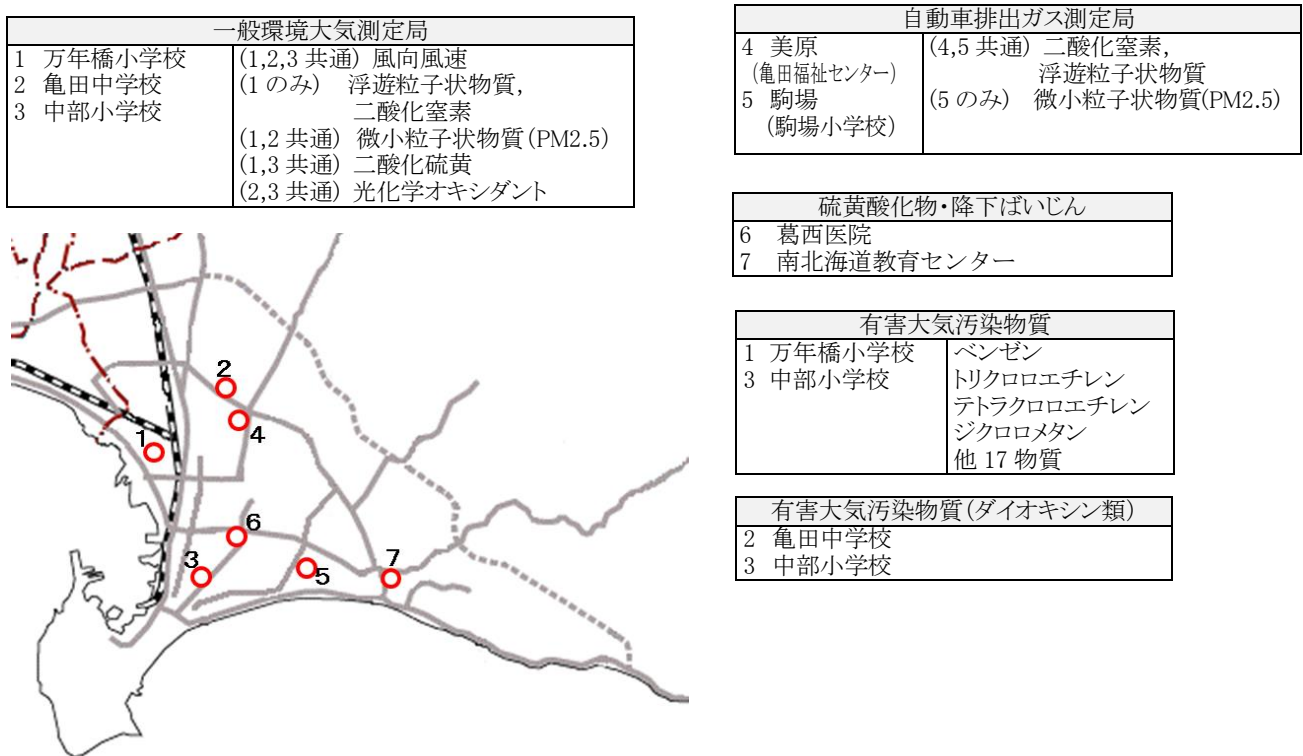 一般環境大気測定局
1 万年橋小学校 (1,2,3 共通) 風向風速
2 亀田中学校 (1 のみ) 浮遊粒子状物質,
3 中部小学校 二酸化窒素
(1,2 共通) 微小粒子状物質(PM2.5)
(1,3 共通) 二酸化硫黄
(2,3 共通) 光化学オキシダント
自動車排出ガス測定局
4 美原 (4,5 共通) 二酸化窒素,
(亀田福祉センター) 浮遊粒子状物質
5 駒場 (5 のみ) 微小粒子状物質(PM2.5)
(駒場小学校)
硫黄酸化物・降下ばいじん
6 葛西医院
7 南北海道教育センター
有害大気汚染物質
1 万年橋小学校 ベンゼン
3 中部小学校 トリクロロエチレン
テトラクロロエチレン
ジクロロメタン
他 17 物質
有害大気汚染物質(ダイオキシン類)
2 亀田中学校
3 中部小学校
2
4
1
6
3
5
7